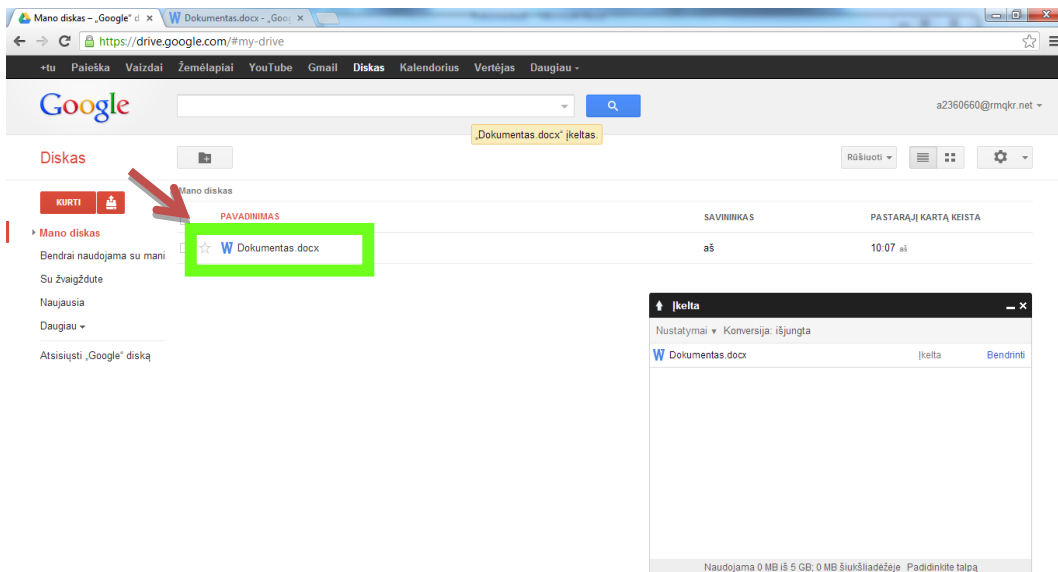 Mano diskas – „Google“ d
Dokumentas.docx - „Goo
https://drive.google.com/#my-drive
+tu Paieška Vaizdai Žemėlapiai YouTube Gmail Diskas Kalendorius Vertėjas Daugiau
Google
a2360660@rmqkr.net
„Dokumentas.docx“ įkeltas.
Diskas
Rūšiuoti
KURTI
Mano diskas
PAVADINIMAS SAVININKAS PASTARĄJĮ KARTĄ KEISTA
Dokumentas.docx aš 10:07 aš
Mano diskas
Bendrai naudojama su mani
Su žvaigždute
Naujausia
Daugiau
Atsisiųsti „Google“ diską
Įkelta
Nustatymai Konversija: išjungta
Dokumentas.docx Įkelta Bendrinti
Naudojama 0 MB iš 5 GB; 0 MB šiukšliadėžėje Padidinkite talpą